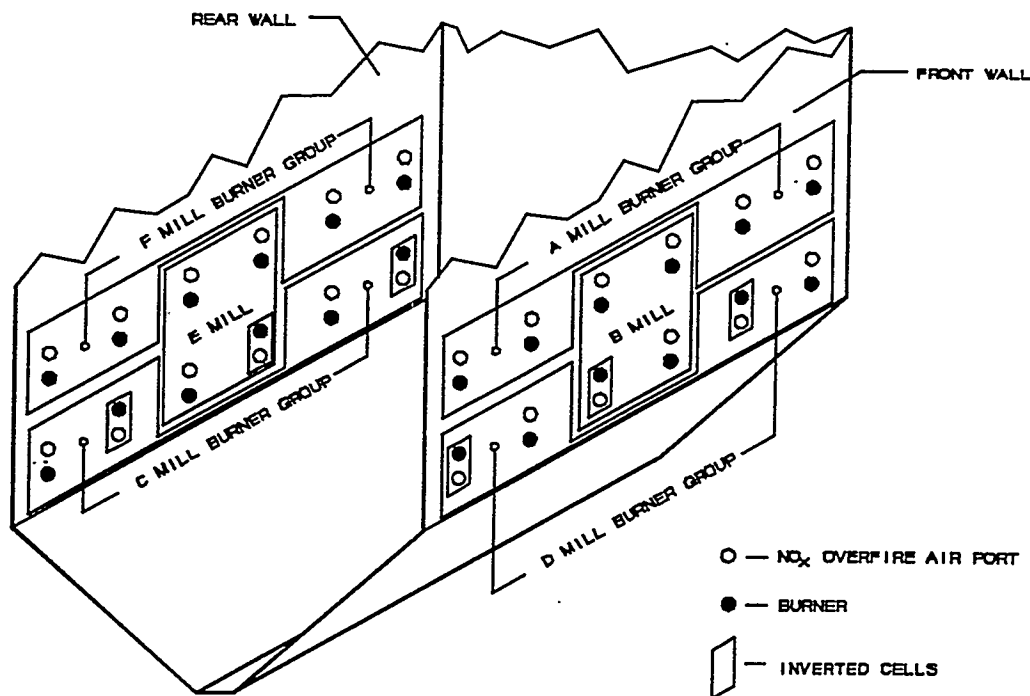 REAR WALL
FRONT WALL
F MILL BURNER GROUP
A MILL BURNER GROUP
E MILL
B MILL
C MILL BURNER GROUP
D MILL BURNER GROUP
NOx OVERFIRE AIR PORT
BURNER
INVERTED CELLS